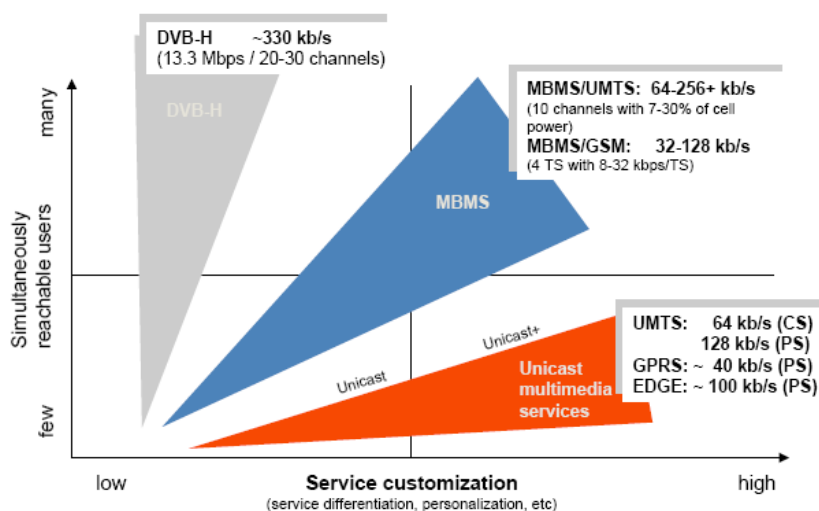 DVB-H ~330 kb/s
(13.3 Mbps / 20-30 channels)
DVB-H
MBMS/UMTS: 64-256+ kb/s
(10 channels with 7-30% of cell
power)
MBMS/GSM: 32-128 kb/s
(4 TS with 8-32 kbps/TS)
MBMS
many
Simultaneously
reachable users
few
Unicast
Unicast+
Unicast
multimedia
services
UMTS: 64 kb/s (CS)
128 kb/s (PS)
GPRS: ~ 40 kb/s (PS)
EDGE: ~ 100 kb/s (PS)
low
Service customization
high
(service differentiation, personalization, etc)